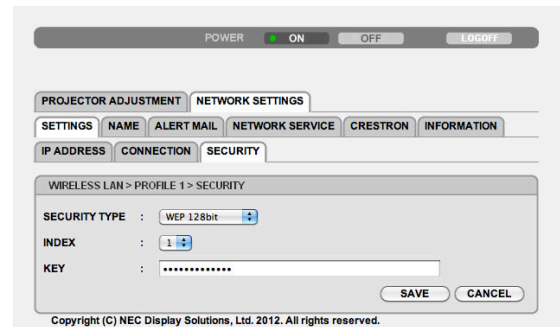 POWER ON OFF LOGOFF
PROJECTOR ADJUSTMENT NETWORK SETTINGS
SETTINGS NAME ALERT MAIL NETWORK SERVICE CRESTRON INFORMATION
IP ADDRESS CONNECTION SECURITY
WIRELESS LAN > PROFILE 1 > SECURITY
SECURITY TYPE : WEP 128bit
INDEX : 1
KEY : •••••••••••••
SAVE CANCEL
Copyright (C) NEC Display Solutions, Ltd. 2012. All rights reserved.